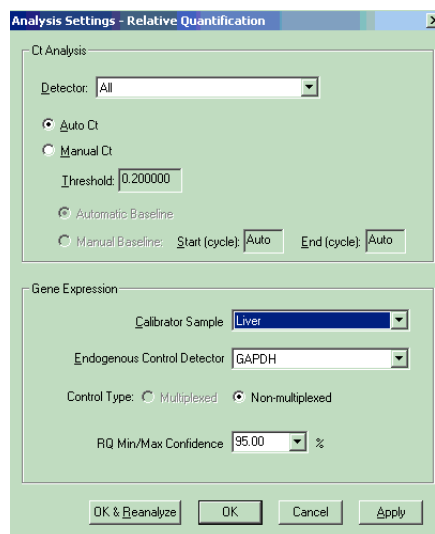 Analysis Settings - Relative Quantification
Ct Analysis
Detector: All
Auto Ct
Manual Ct
Threshold: 0.200000
Automatic Baseline
Manual Baseline: Start (cycle): Auto End (cycle): Auto
Gene Expression
Calibrator Sample Liver
Endogenous Control Detector GAPDH
Control Type: Multiplexed Non-multiplexed
RQ Min/Max Confidence 95.00 %
OK & Reanalyze OK Cancel Apply